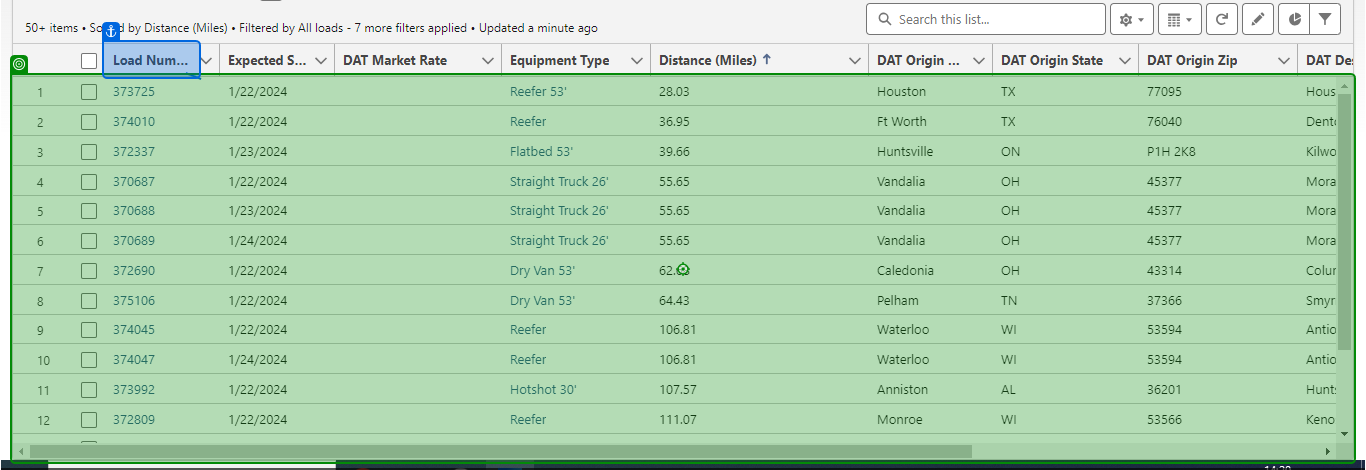 50+ items • Sorted by Distance (Miles) • Filtered by All loads - 7 more filters applied • Updated a minute ago
Search this list...
Load Num... Expected S... DAT Market Rate Equipment Type Distance (Miles) DAT Origin ... DAT Origin State DAT Origin Zip DAT Des
1 373725 1/22/2024 Reefer 53' 28.03 Houston TX 77095 Hous
2 374010 1/22/2024 Reefer 36.95 Ft Worth TX 76040 Dent
3 372337 1/23/2024 Flatbed 53' 39.66 Huntsville ON P1H 2K8 Kilwo
4 370687 1/22/2024 Straight Truck 26' 55.65 Vandalia OH 45377 Mora
5 370688 1/23/2024 Straight Truck 26' 55.65 Vandalia OH 45377 Mora
6 370689 1/24/2024 Straight Truck 26' 55.65 Vandalia OH 45377 Mora
7 372690 1/22/2024 Dry Van 53' Caledonia OH 43314 Colur
8 375106 1/22/2024 Dry Van 53' 64.43 Pelham TN 37366 Smyr
9 374045 1/22/2024 Reefer 106.81 Waterloo WI 53594 Antio
10 374047 1/24/2024 Reefer 106.81 Waterloo WI 53594 Antio
11 373992 1/22/2024 Hotshot 30' 107.57 Anniston AL 36201 Hunt
12 372809 1/22/2024 Reefer 111.07 Monroe WI 53566 Keno